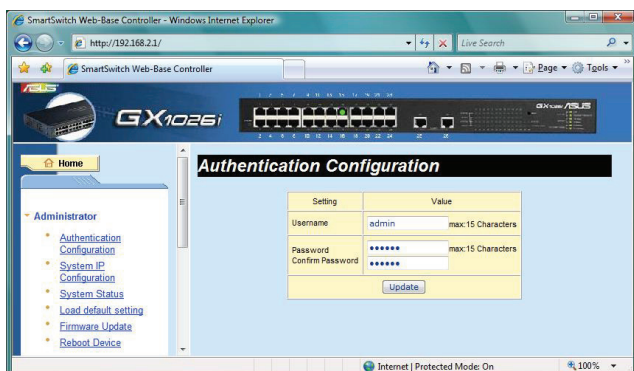 SmartSwitch Web-Base Controller - Windows Internet Explorer
http://192.168.2.1/
Live Search
SmartSwitch Web-Base Controller
Page
Tools
ASUS
GX1026i
ASUS
Home
Authentication Configuration
Administrator
Authentication
Configuration
System IP
Configuration
System Status
Load default setting
Firmware Update
Reboot Device
Setting Value
Username admin max:15 Characters
Password max:15 Characters
Confirm Password
Update
Internet | Protected Mode: On
100%